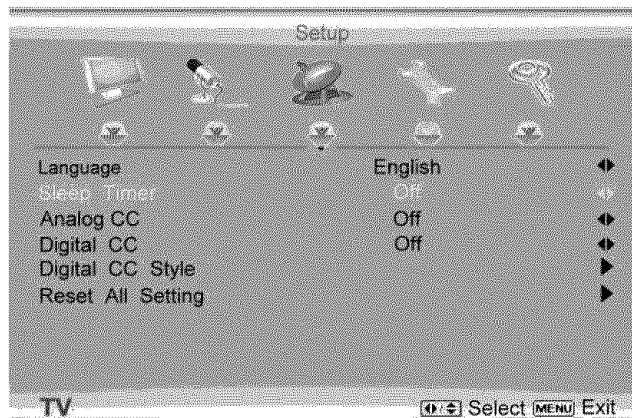 Setup
Language English
Sleep Timer Off
Analog CC Off
Digital CC Off
Digital CC Style
Reset All Setting
TV Select MENU Exit